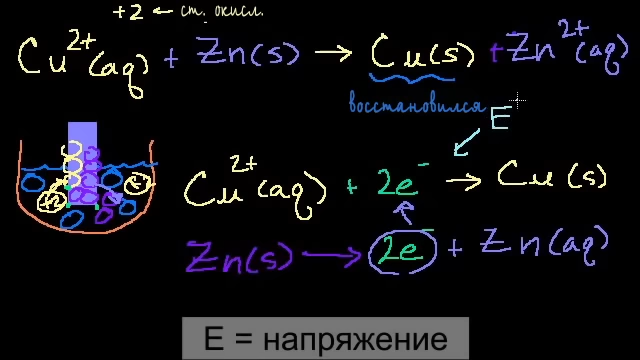 +2 ← ст. окисл.
Cu²⁺(aq) + Zn(s) → Cu(s) + Zn²⁺(aq)
восстановился
E
+2
Cu²⁺(aq) + 2e⁻ → Cu(s)
Zn(s) → 2e⁻ + Zn(aq)
E = напряжение